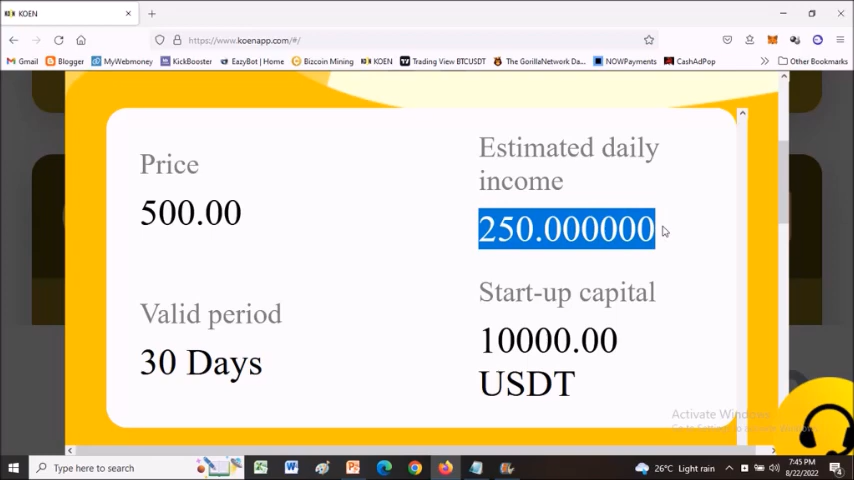 KOEN
https://www.koenapp.com/#/
Gmail
Blogger
MyWebmoney
KickBooster
EazyBot | Home
Bizcoin Mining
KOEN
Trading View BTCUSDT
The GorillaNetwork Da...
NOWPayments
CashAdPop
Other Bookmarks
Price
500.00
Estimated daily
income
250.000000
Valid period
30 Days
Start-up capital
10000.00
USDT
Activate Windows
Type here to search
26°C Light rain
7:45 PM
8/22/2022